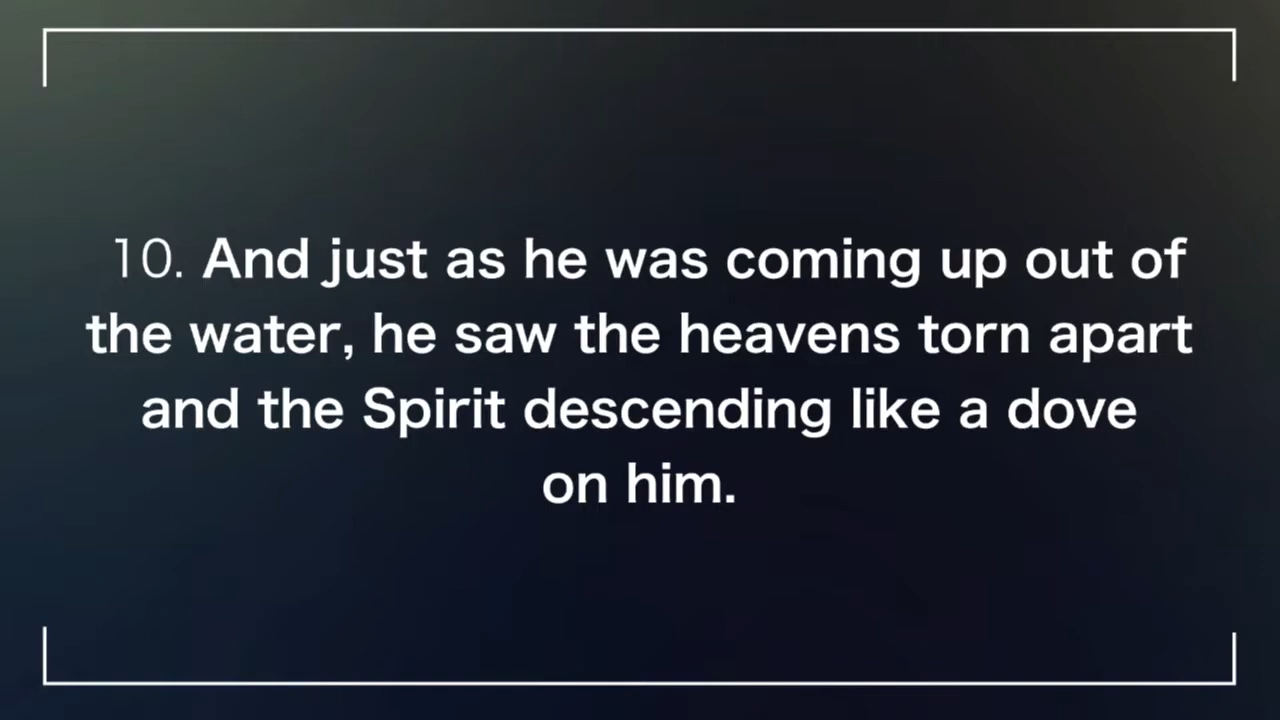 10. And just as he was coming up out of
the water, he saw the heavens torn apart
and the Spirit descending like a dove
on him.